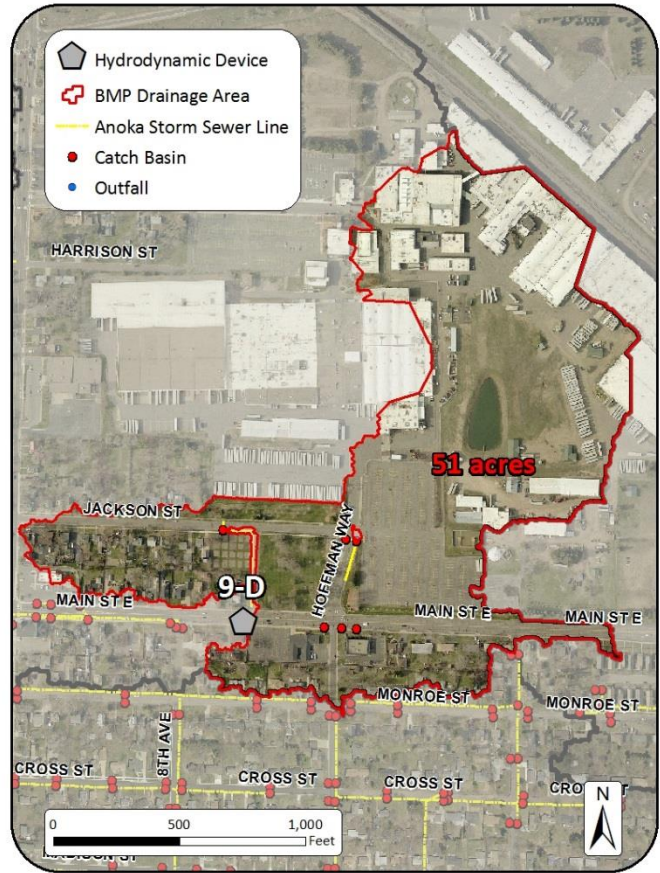 Hydrodynamic Device
BMP Drainage Area
Anoka Storm Sewer Line
Catch Basin
Outfall
HARRISON ST
51 acres
JACKSON ST
HOFFMAN WAY
9-D
MAIN ST E
MAIN ST E
MAIN ST E
MONROE ST
MONROE ST
8TH AVE
CROSS ST
CROSS ST
CROSS ST
CRO
N
0 500 1,000
Feet
MADISON ST